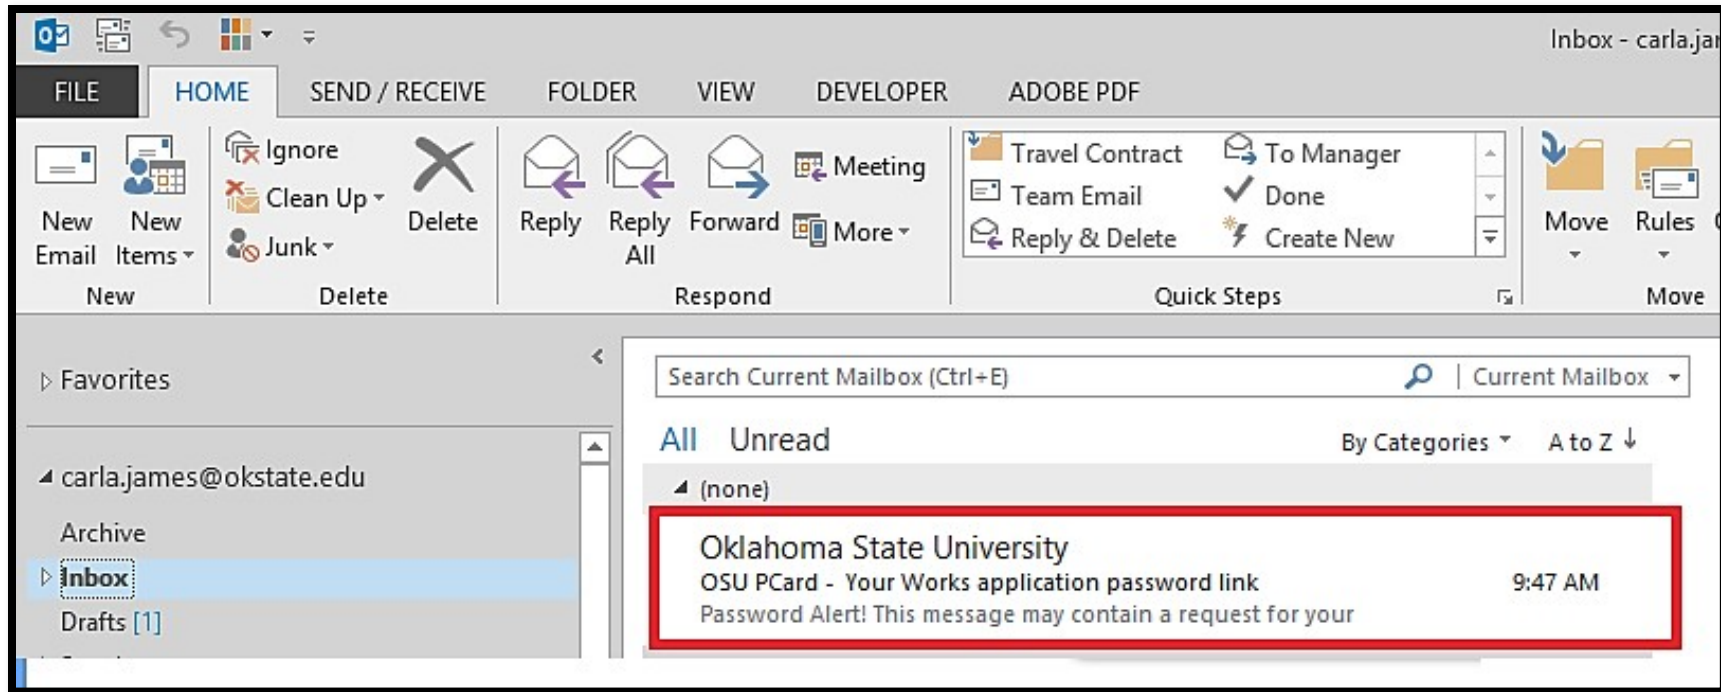 Inbox - carla.jar
FILE HOME SEND / RECEIVE FOLDER VIEW DEVELOPER ADOBE PDF
New Email
New Items
Ignore
Clean Up
Junk
Delete
Reply
Reply All
Forward
Meeting
More
Travel Contract
Team Email
Reply & Delete
To Manager
Done
Create New
Move
Rules
New
Delete
Respond
Quick Steps
Move
Favorites
carla.james@okstate.edu
Archive
Inbox
Drafts [1]
Search Current Mailbox (Ctrl+E) Current Mailbox
All Unread By Categories A to Z
(none)
Oklahoma State University
OSU PCard - Your Works application password link 9:47 AM
Password Alert! This message may contain a request for your